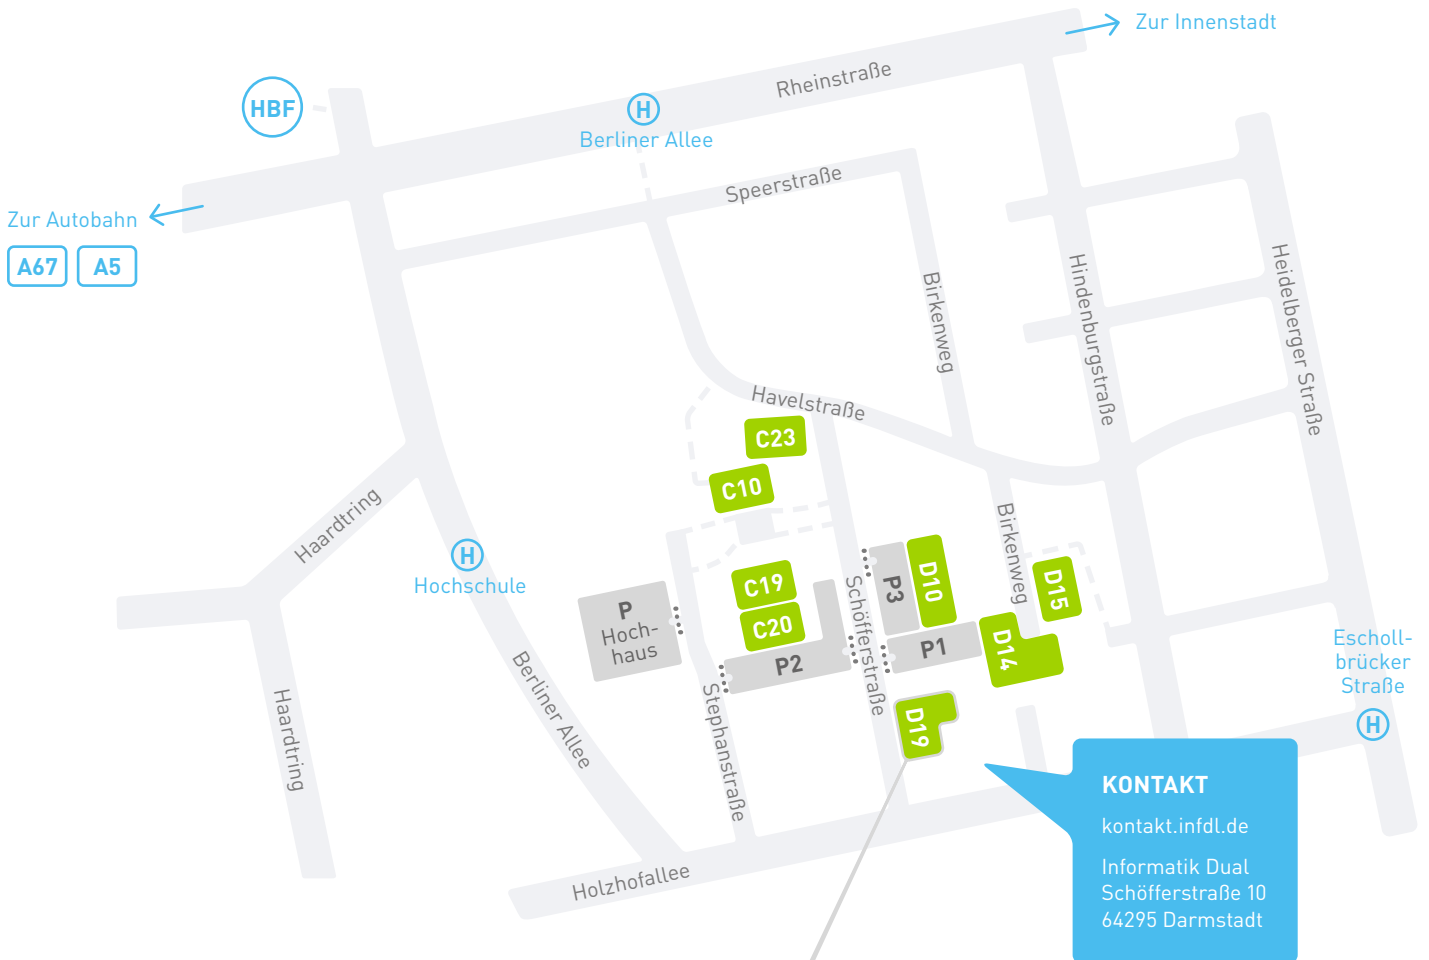 Zur Innenstadt
Rheinstraße
HBF
H
Berliner Allee
Speerstraße
Zur Autobahn
A67
A5
Birkenweg
Hindenburgstraße
Heidelberger Straße
Havelstraße
C23
C10
Haardtring
H
Hochschule
Birkenweg
C19
C20
P3
D10
D15
Schöfferstraße
P
Hoch-
haus
P2
P1
D14
Escholl-
brücker
Straße
H
Haardtring
Berliner Allee
Stephanstraße
D19
Holzhofallee
KONTAKT
kontakt.infdl.de
Informatik Dual
Schöfferstraße 10
64295 Darmstadt